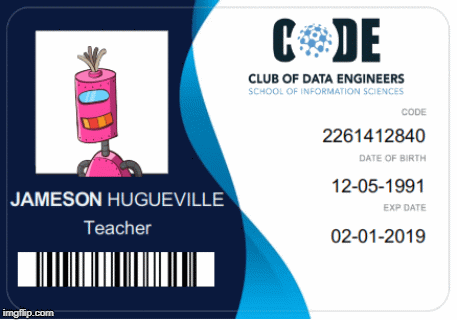 CODE
CLUB OF DATA ENGINEERS
SCHOOL OF INFORMATION SCIENCES
CODE
2261412840
DATE OF BIRTH
12-05-1991
EXP DATE
02-01-2019
JAMESON HUGUEVILLE
Teacher
imgflip.com